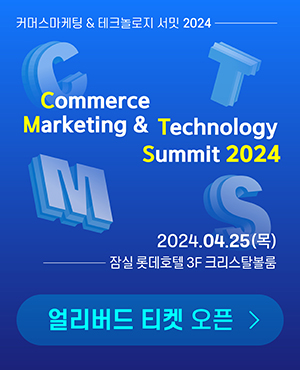 커머스마케팅 & 테크놀로지 서밋 2024
C T
Commerce
Marketing & Technology
Summit 2024
M S
2024.04.25(목)
잠실 롯데호텔 3F 크리스탈볼룸
얼리버드 티켓 오픈 >